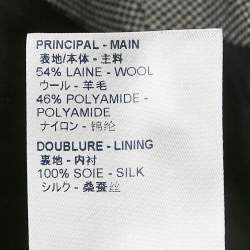 PRINCIPAL - MAIN
表地/本体 - 主料
54% LAINE - WOOL
ウール - 羊毛
46% POLYAMIDE -
POLYAMIDE
ナイロン - 锦纶
DOUBLURE - LINING
裏地 - 内衬
100% SOIE - SILK
シルク - 桑蚕丝